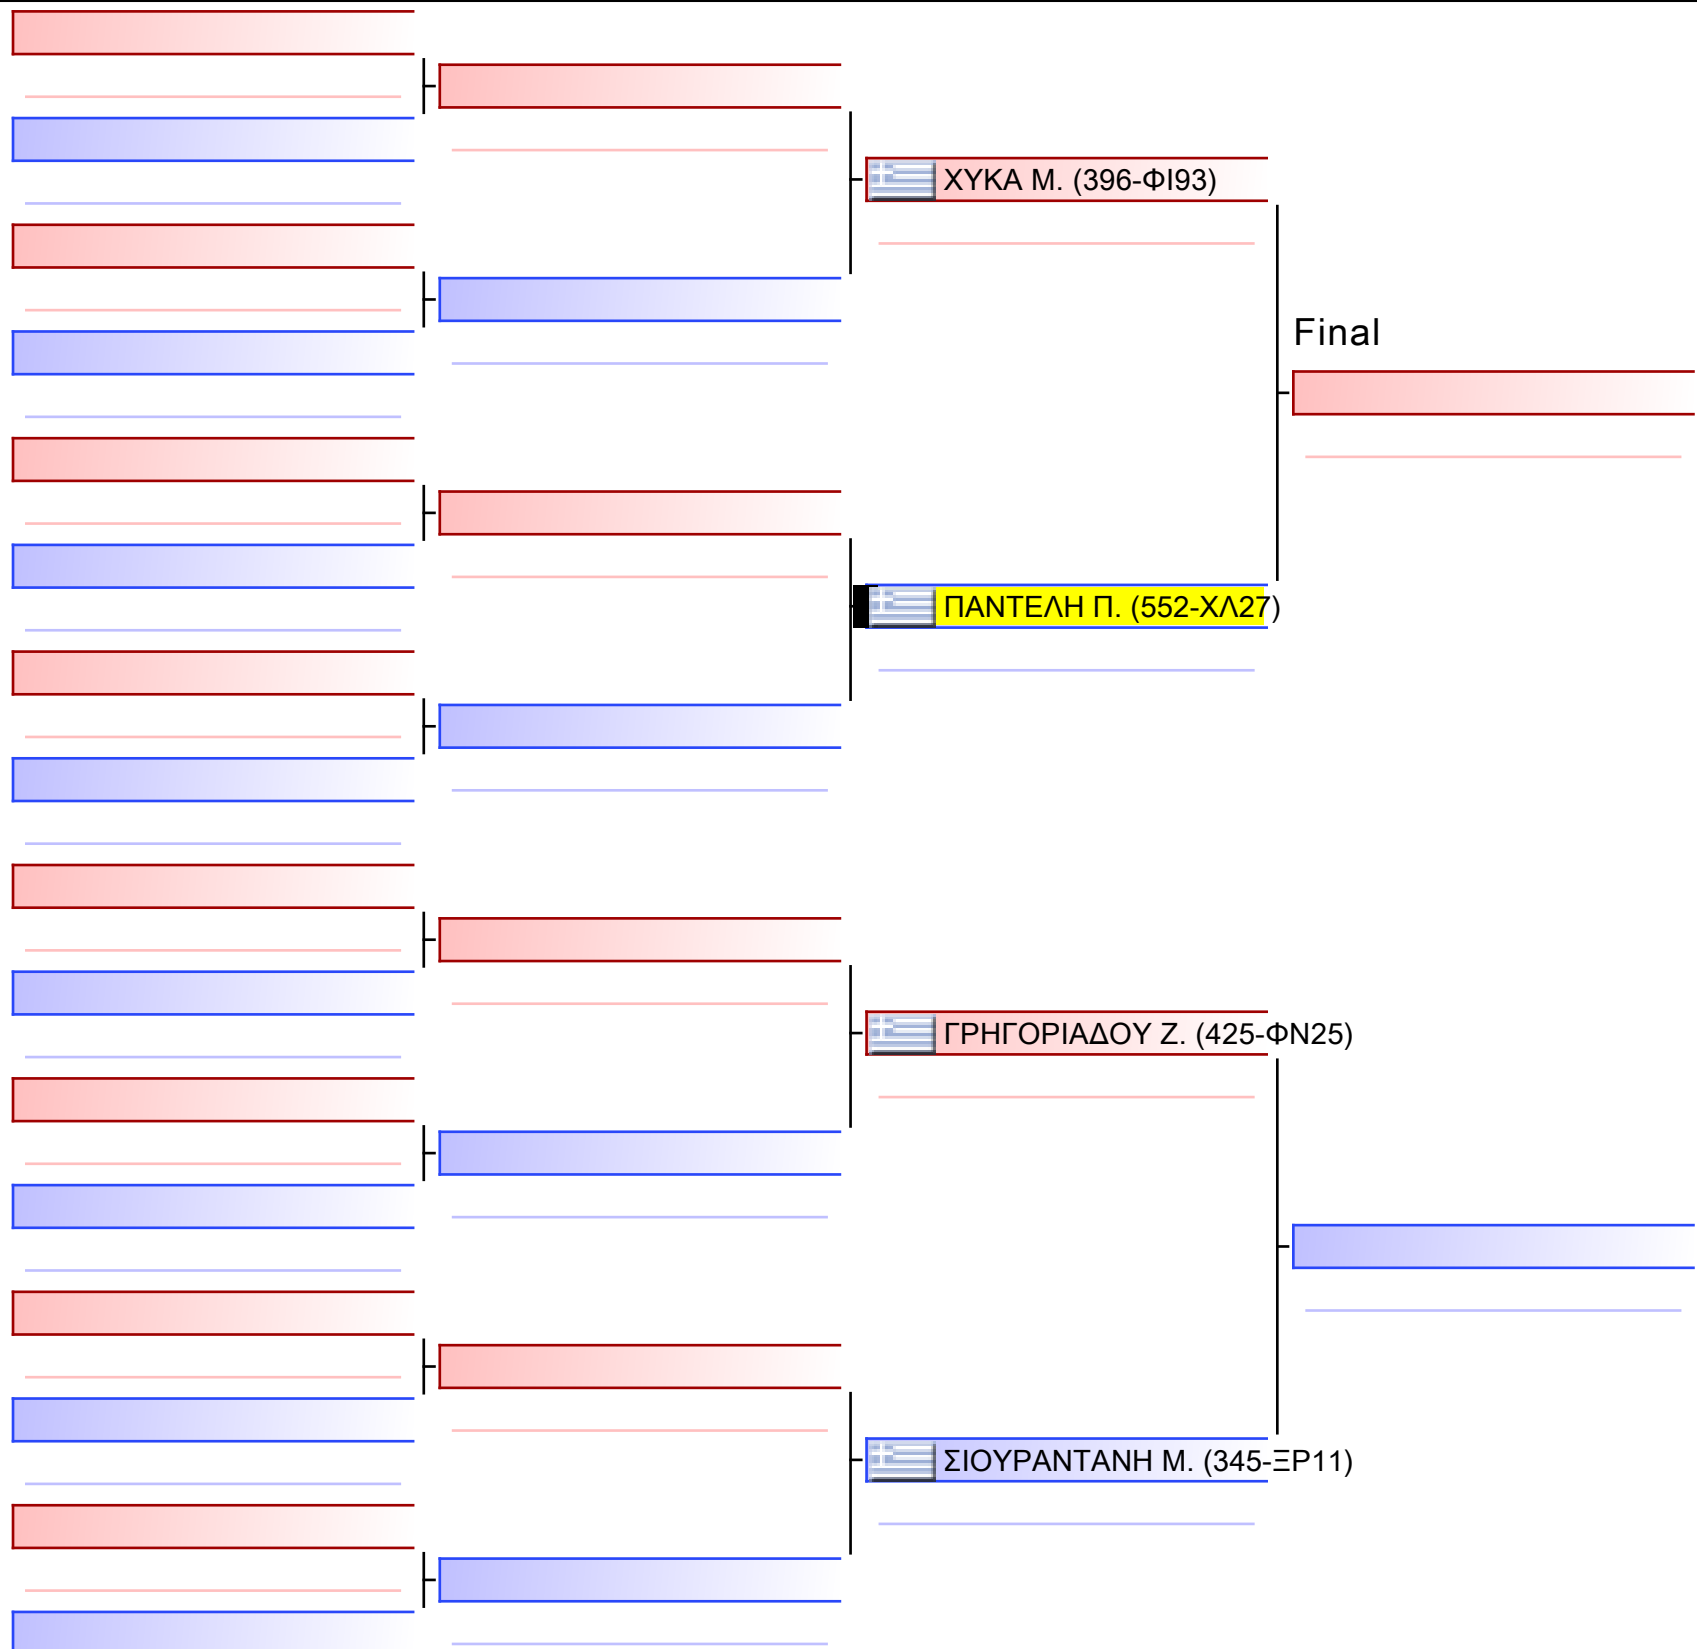 ΧΥΚΑ Μ. (396-ΦΙ93)
Final
ΠΑΝΤΕΛΗ Π. (552-ΧΛ27)
ΓΡΗΓΟΡΙΑΔΟΥ Ζ. (425-ΦΝ25)
ΣΙΟΥΡΑΝΤΑΝΗ Μ. (345-ΞΡ11)